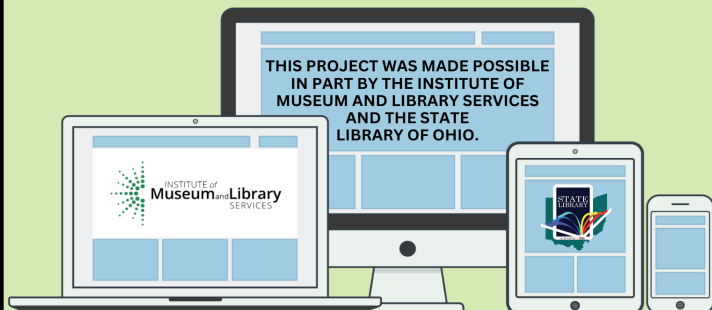 THIS PROJECT WAS MADE POSSIBLE
IN PART BY THE INSTITUTE OF
MUSEUM AND LIBRARY SERVICES
AND THE STATE
LIBRARY OF OHIO.
INSTITUTE of
Museum and Library
SERVICES
STATE
LIBRARY